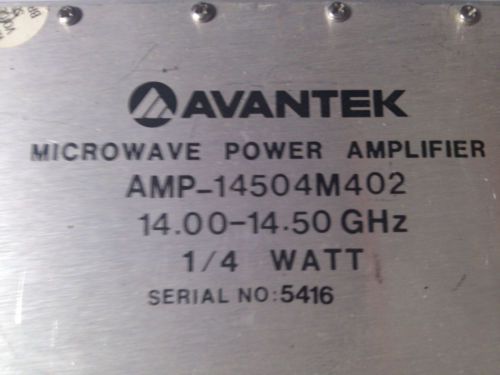 AVANTEK
MICROWAVE POWER AMPLIFIER
AMP-14504M402
14.00-14.50 GHz
1/4 WATT
SERIAL NO: 5416